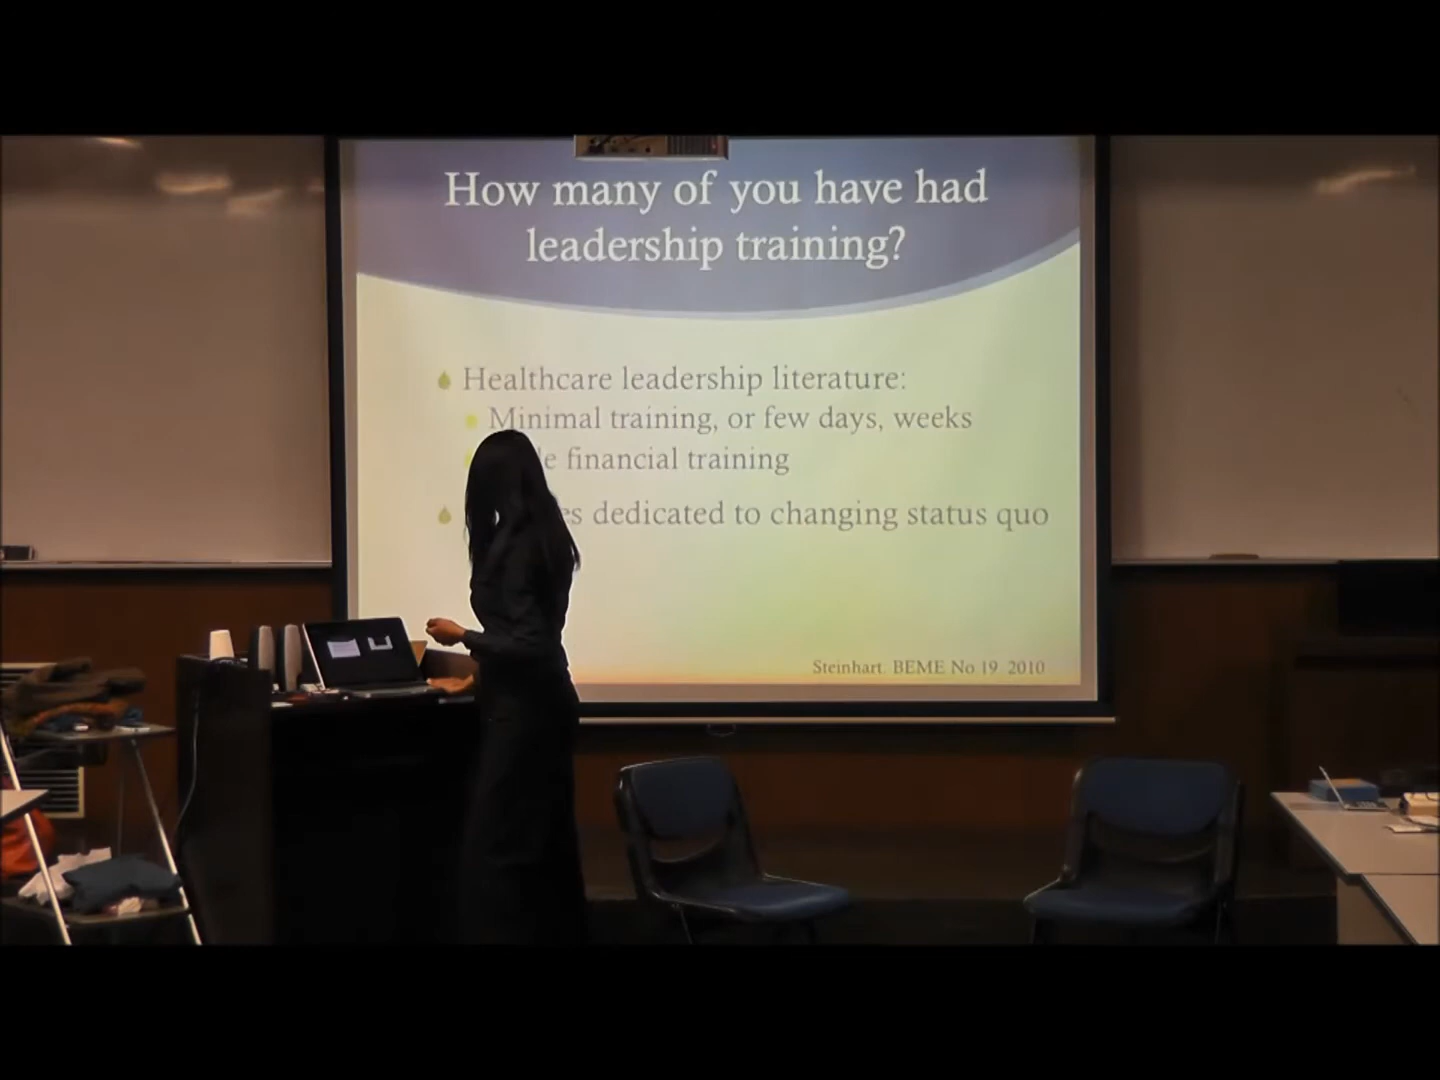 How many of you have had
leadership training?
Healthcare leadership literature:
Minimal training, or few days, weeks
financial training
dedicated to changing status quo
Steinhart. BEME No 19. 2010